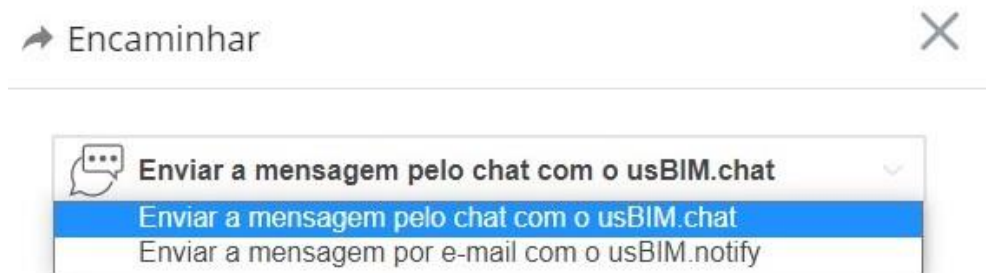 Encaminhar
Enviar a mensagem pelo chat com o usBIM.chat
Enviar a mensagem pelo chat com o usBIM.chat
Enviar a mensagem por e-mail com o usBIM.notify